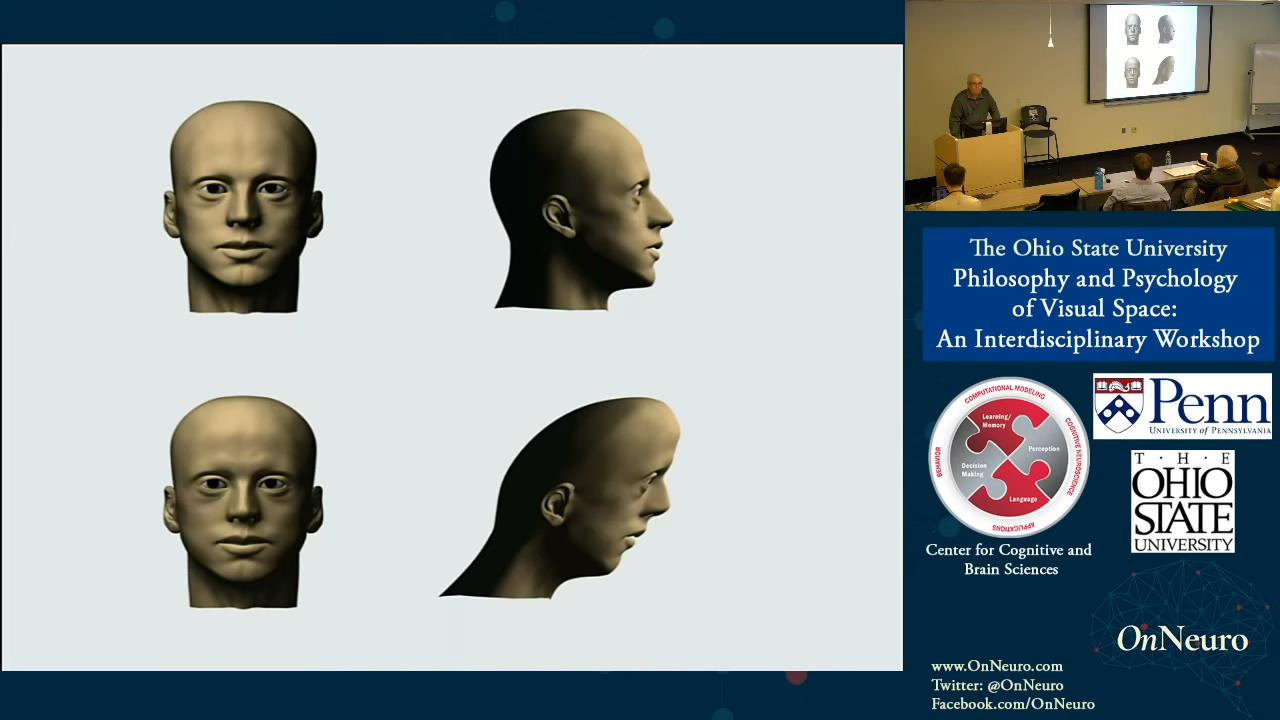 The Ohio State University
Philosophy and Psychology
of Visual Space:
An Interdisciplinary Workshop
COMPUTATIONAL MODELING
COGNITIVE NEUROSCIENCE
APPLICATIONS
BEHAVIOR
Learning/
Memory
Perception
Decision
Making
Language
Center for Cognitive and
Brain Sciences
Penn
UNIVERSITY of PENNSYLVANIA
T · H · E
OHIO
STATE
UNIVERSITY
OnNeuro
www.OnNeuro.com
Twitter: @OnNeuro
Facebook.com/OnNeuro